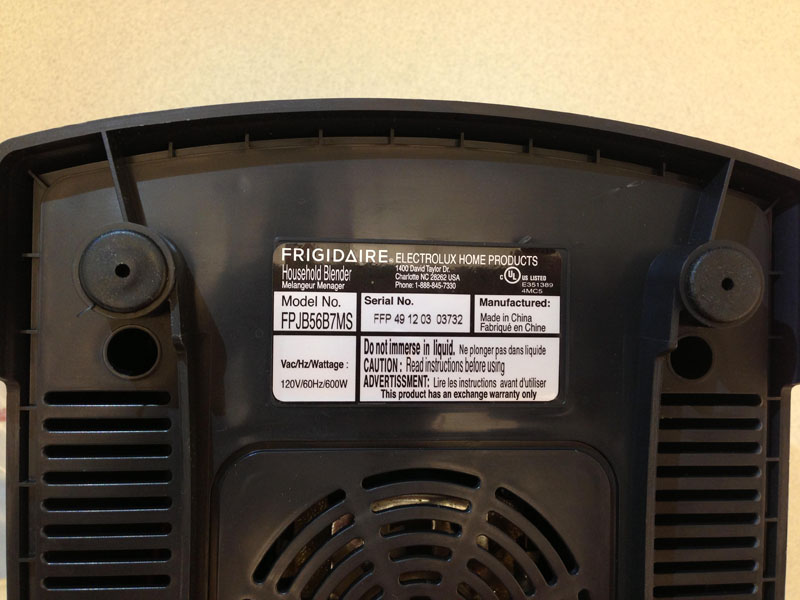 FRIGIDAIRE® ELECTROLUX HOME PRODUCTS
Household Blender
Melangeur Menager
1400 David Taylor Dr.
Charlotte NC 28262 USA
Phone: 1-888-845-7330
C UL US LISTED
E351389
4MC5
Model No.
FPJB56B7MS
Serial No.
FFP 49 12 03 03732
Manufactured:
Made in China
Fabriqué en Chine
Vac/Hz/Wattage :
120V/60Hz/600W
Do not immerse in liquid. Ne plonger pas dans liquide
CAUTION : Read instructions before using
ADVERTISSMENT: Lire les instructions avant d'utiliser
This product has an exchange warranty only